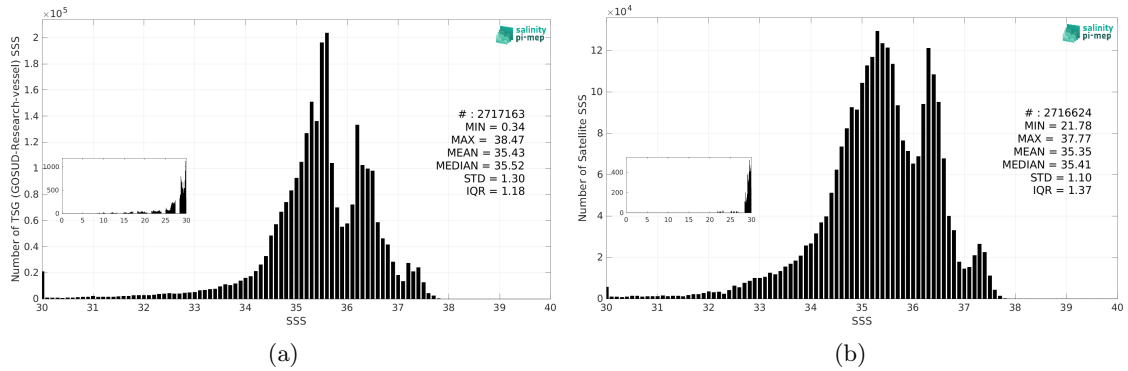 ×10⁵
2
1.8
1.6
1.4
1.2
1
0.8
0.6
0.4
0.2
0
Number of TSG (GOSUD-Research-vessel) SSS
salinity
pi-mep
# : 2717163
MIN = 0.34
MAX = 38.47
MEAN = 35.43
MEDIAN = 35.52
STD = 1.30
IQR = 1.18
1000
500
0
0 5 10 15 20 25 30
30 31 32 33 34 35 36 37 38 39 40
SSS
(a)
×10⁴
12
10
8
6
4
2
0
Number of Satellite SSS
salinity
pi-mep
# : 2716624
MIN = 21.78
MAX = 37.77
MEAN = 35.35
MEDIAN = 35.41
STD = 1.10
IQR = 1.37
400
200
0
0 5 10 15 20 25 30
30 31 32 33 34 35 36 37 38 39 40
SSS
(b)